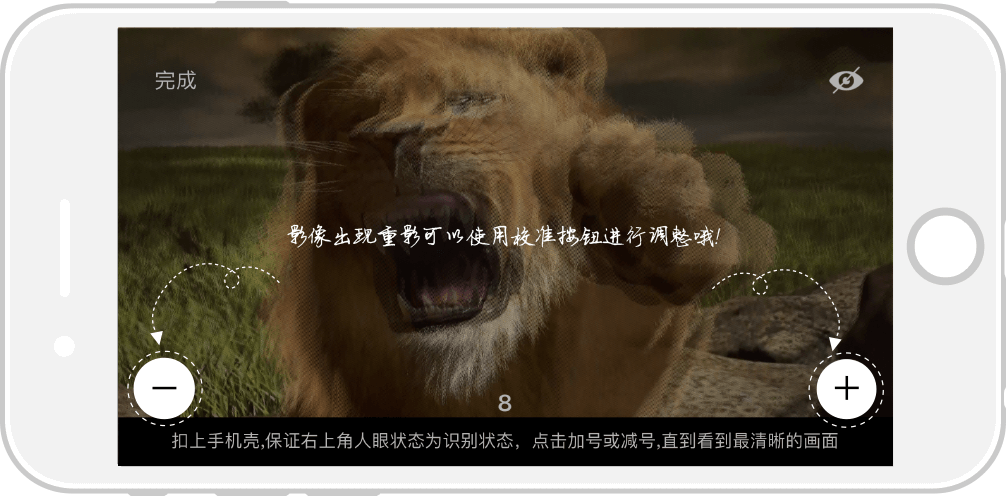 完成
影像出现重影可以使用校准按钮进行调整哦!
8
扣上手机壳,保证右上角人眼状态为识别状态，点击加号或减号,直到看到最清晰的画面